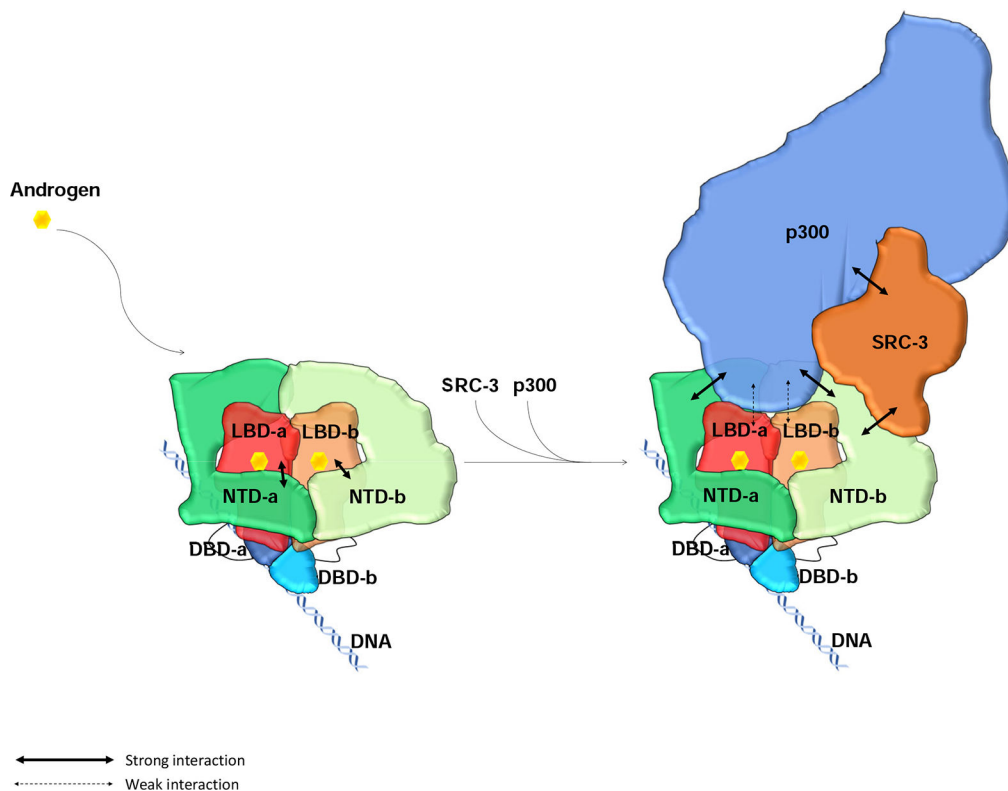 Androgen
p300
SRC-3
SRC-3 p300
LBD-a LBD-b
NTD-a NTD-b
DBD-a
DBD-b
DNA
LBD-a LBD-b
NTD-a NTD-b
DBD-a
DBD-b
DNA
Strong interaction
Weak interaction